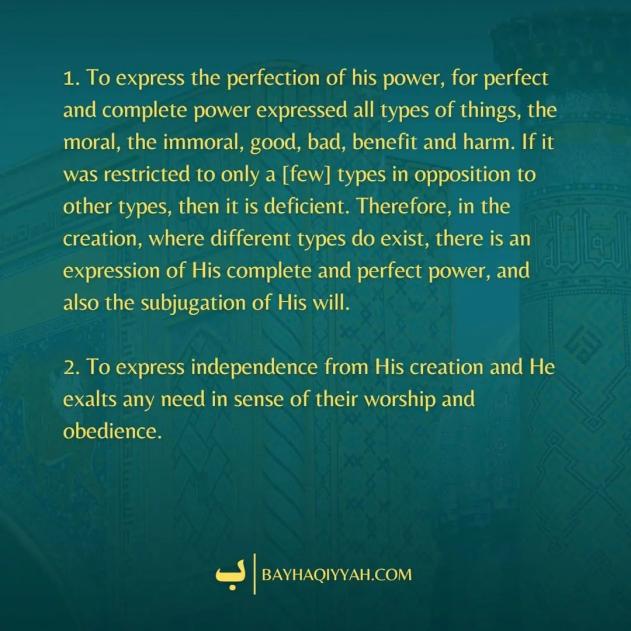 1. To express the perfection of his power, for perfect
and complete power expressed all types of things, the
moral, the immoral, good, bad, benefit and harm. If it
was restricted to only a [few] types in opposition to
other types, then it is deficient. Therefore, in the
creation, where different types do exist, there is an
expression of His complete and perfect power, and
also the subjugation of His will.
2. To express independence from His creation and He
exalts any need in sense of their worship and
obedience.
ب | BAYHAQIYYAH.COM